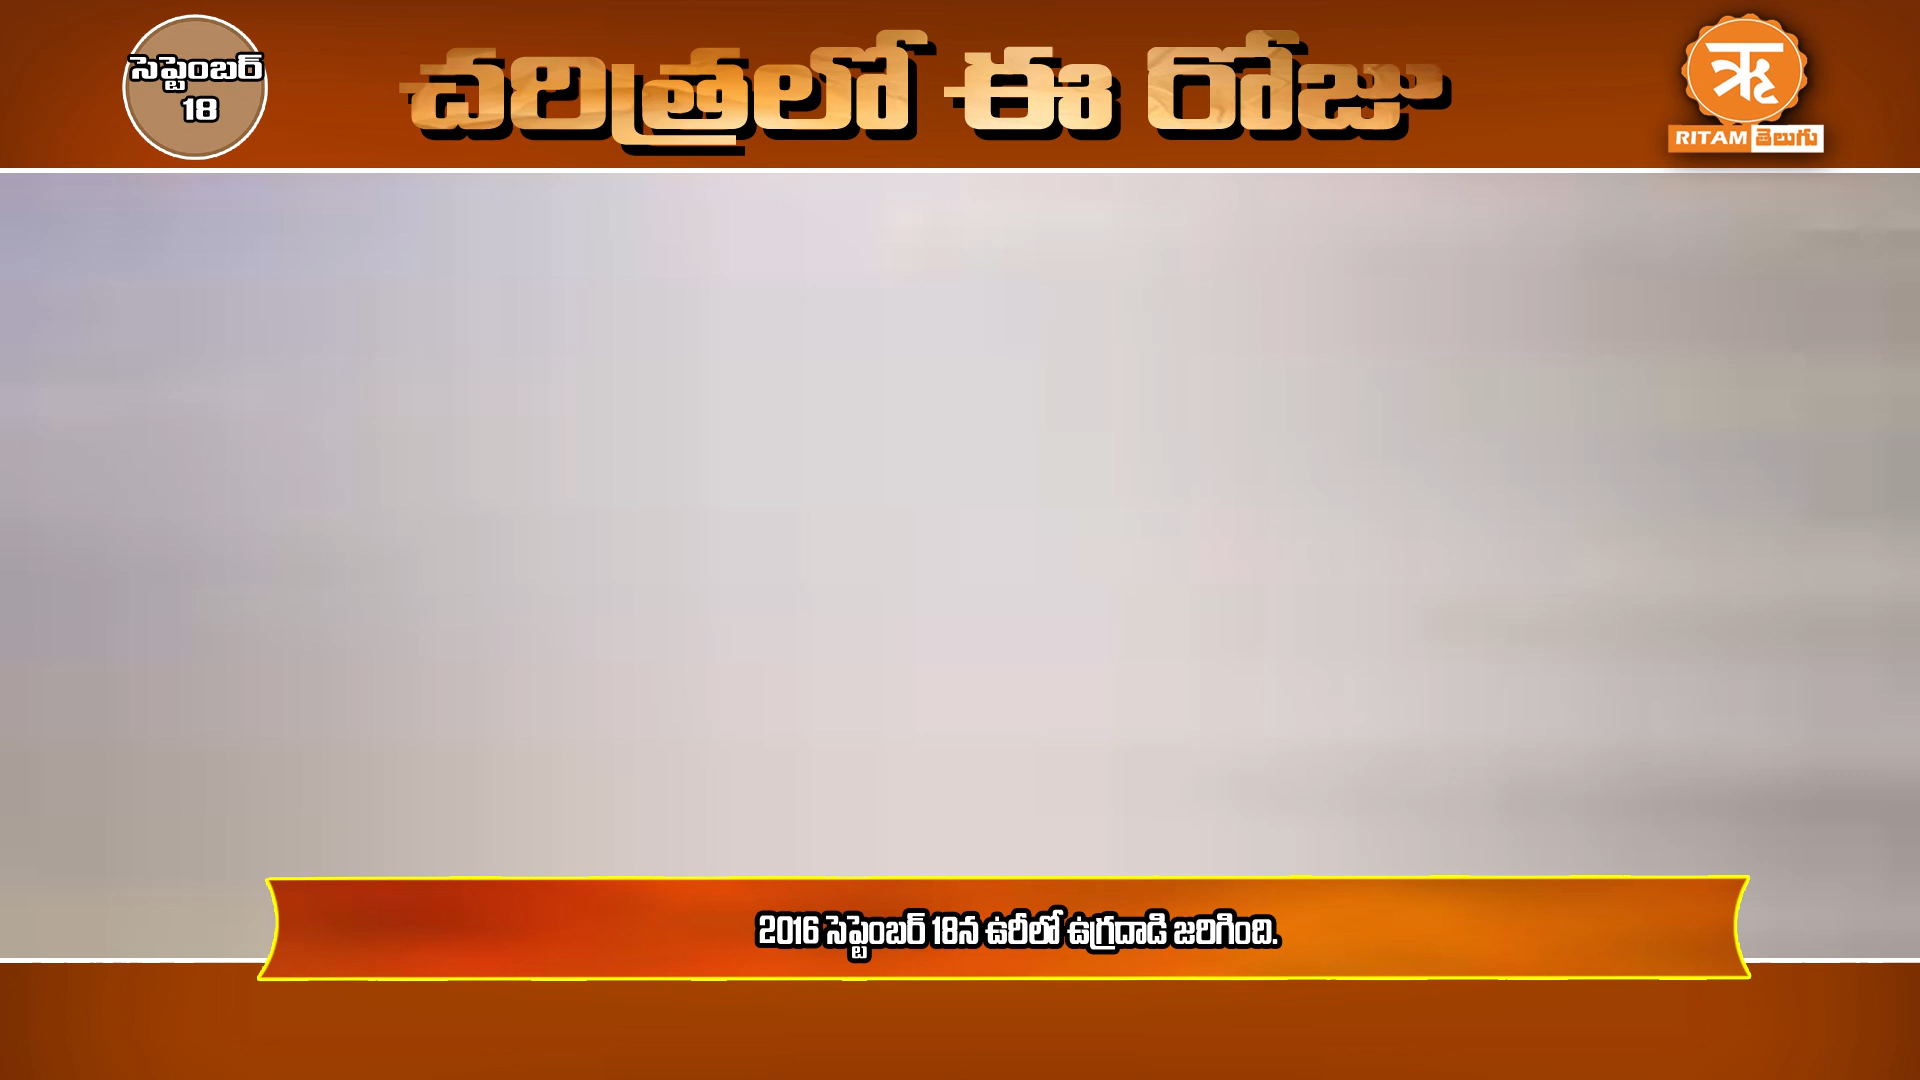 సెప్టెంబర్
18
చరిత్రలో ఈ రోజు
ऋ
RITAM తెలుగు
2016 సెప్టెంబర్ 18న ఉరీలో ఉగ్రదాడి జరిగింది.